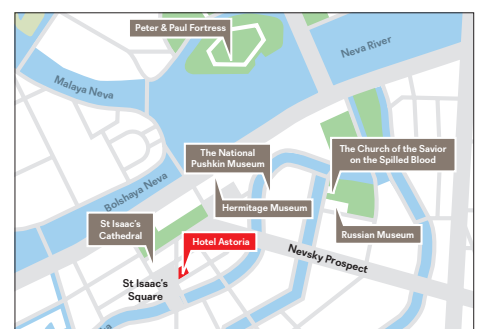 Peter & Paul Fortress
Neva River
Malaya Neva
The National
Pushkin Museum
The Church of the Savior
on the Spilled Blood
Bolshaya Neva
Hermitage Museum
St Isaac's
Cathedral
Hotel Astoria
Russian Museum
Nevsky Prospect
St Isaac's
Square